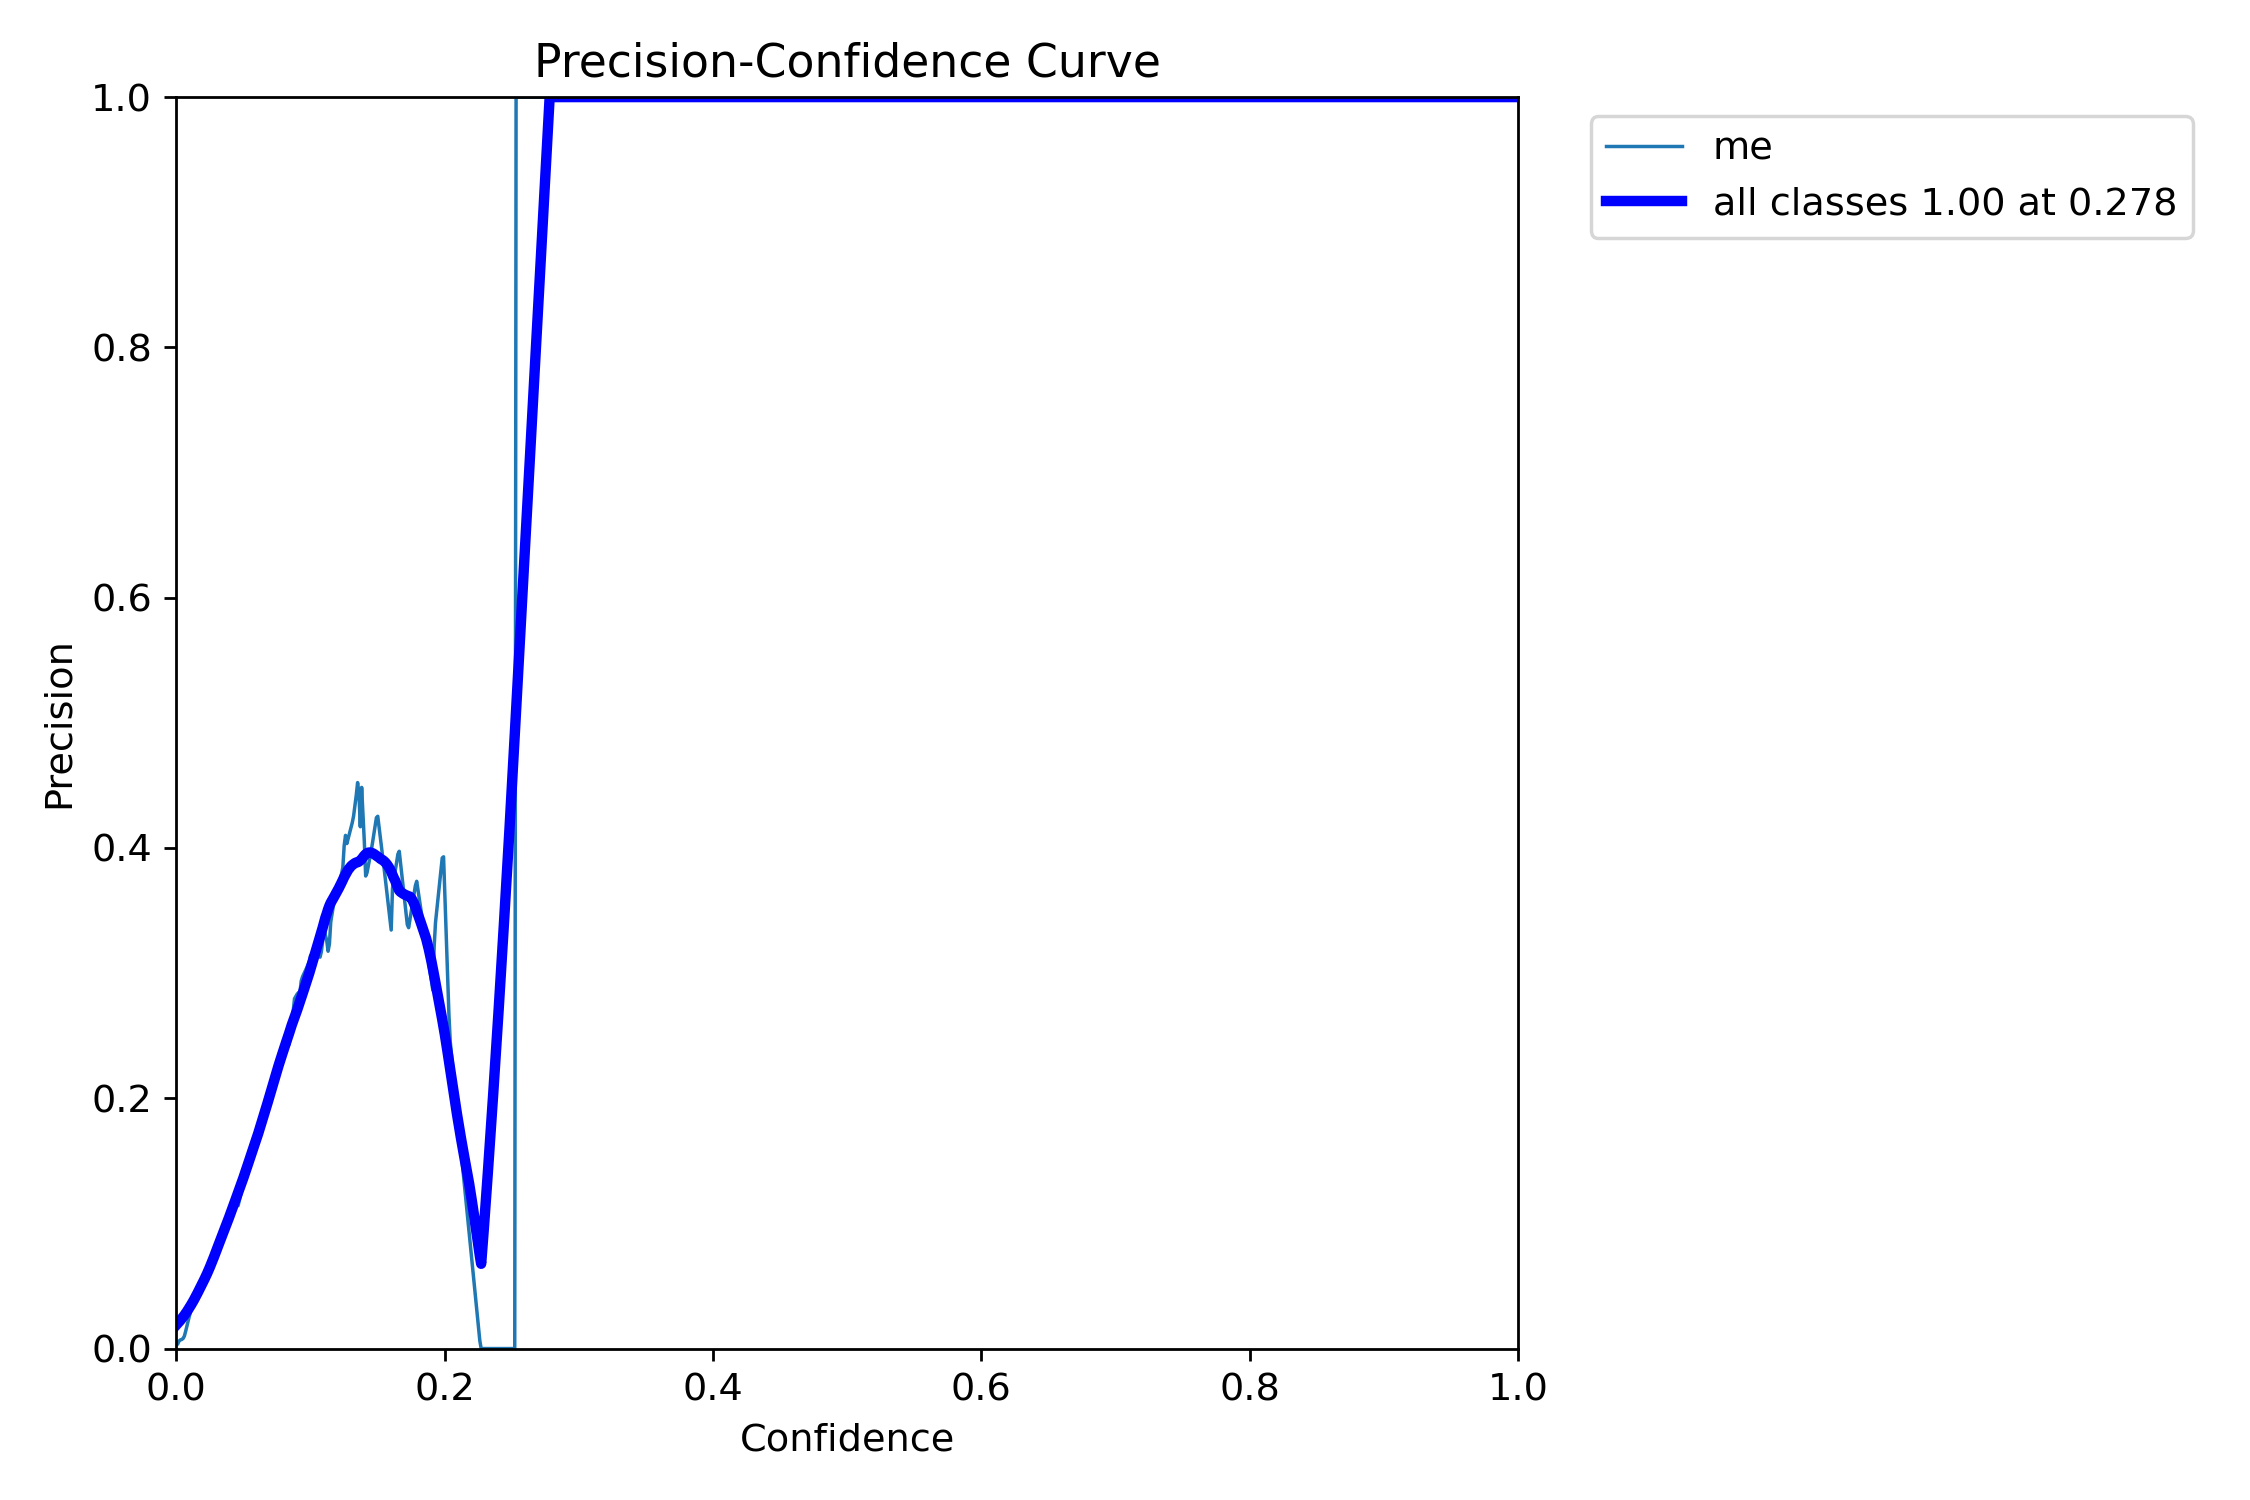 Precision-Confidence Curve
1.0
0.8
0.6
0.4
0.2
0.0
Precision
0.0 0.2 0.4 0.6 0.8 1.0
Confidence
me
all classes 1.00 at 0.278